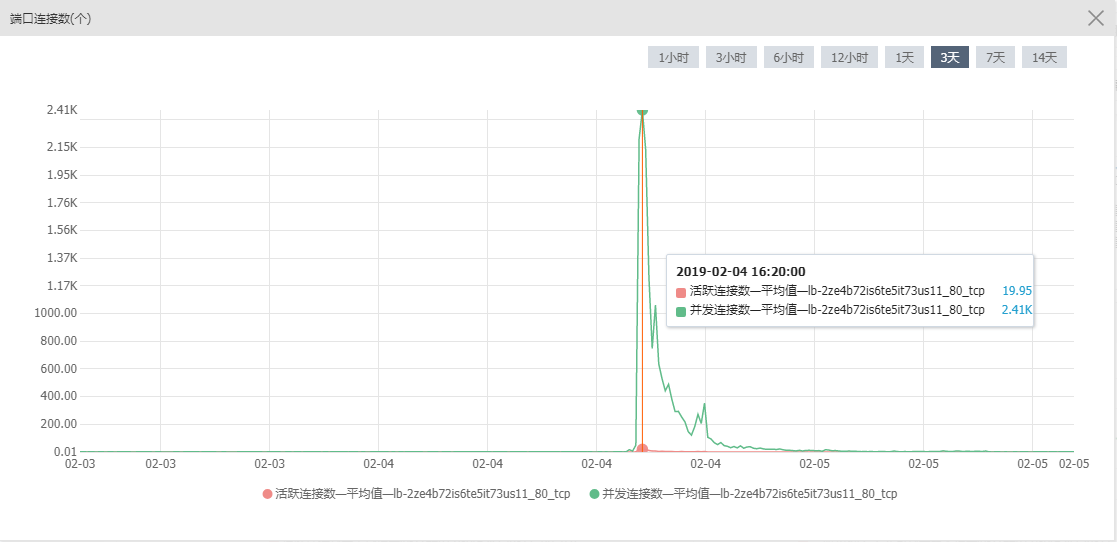 端口连接数(个)
1小时 3小时 6小时 12小时 1天 3天 7天 14天
2.41K
2.15K
1.95K
1.76K
1.56K
1.37K
1.17K
1000.00
800.00
600.00
400.00
200.00
0.01
2019-02-04 16:20:00
活跃连接数—平均值—lb-2ze4b72is6te5it73us11_80_tcp 19.95
并发连接数—平均值—lb-2ze4b72is6te5it73us11_80_tcp 2.41K
02-03 02-03 02-03 02-04 02-04 02-04 02-04 02-05 02-05 02-05 02-05
活跃连接数—平均值—lb-2ze4b72is6te5it73us11_80_tcp 并发连接数—平均值—lb-2ze4b72is6te5it73us11_80_tcp